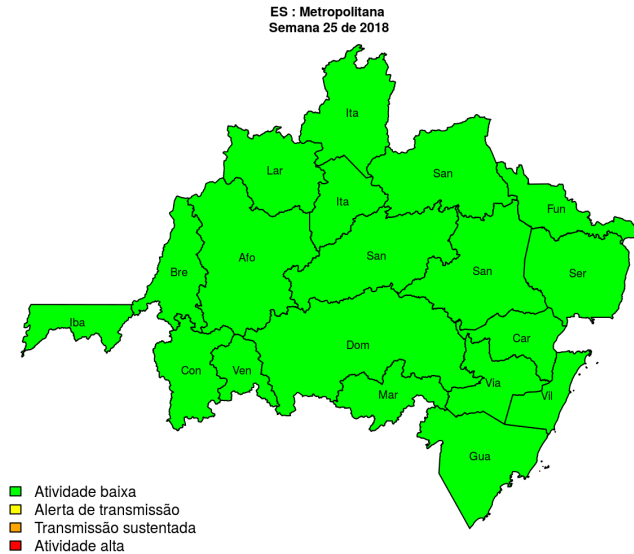 ES : Metropolitana
Semana 25 de 2018
Ita
Lar
San
Ita
Fun
San
Afo
Bre
San
Ser
Iba
Car
Dom
Con
Ven
Via
Mar
Vil
Gua
Atividade baixa
Alerta de transmissão
Transmissão sustentada
Atividade alta